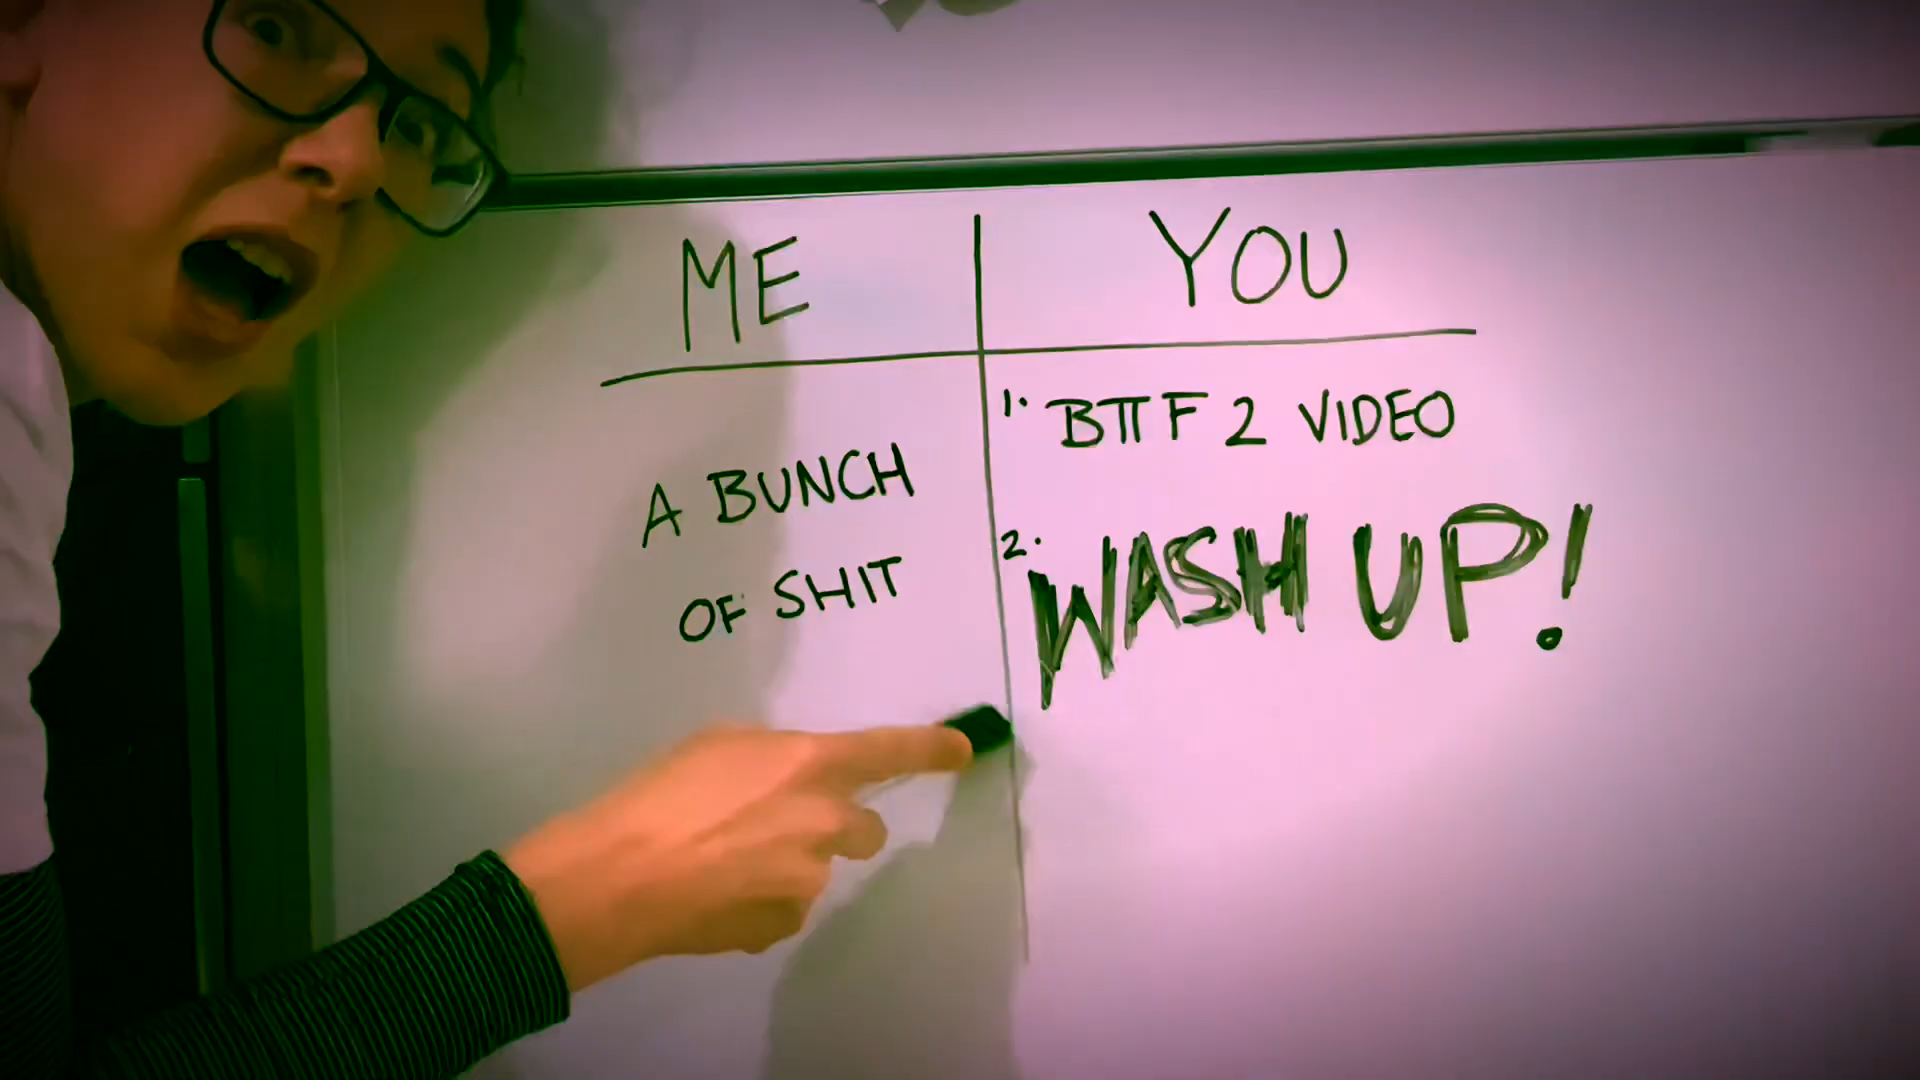 ME
YOU
A BUNCH
OF SHIT
1. BTTF 2 VIDEO
2. WASH UP!